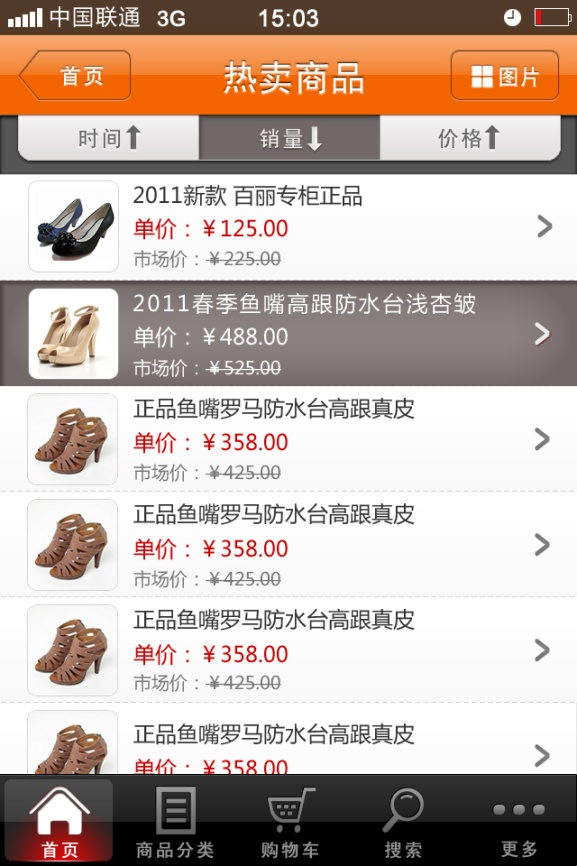 中国联通 3G 15:03
首页 热卖商品 图片
时间 销量 价格
2011新款 百丽专柜正品
单价：￥125.00
市场价：￥225.00
2011春季鱼嘴高跟防水台浅杏皱
单价：￥488.00
市场价：￥525.00
正品鱼嘴罗马防水台高跟真皮
单价：￥358.00
市场价：￥425.00
正品鱼嘴罗马防水台高跟真皮
单价：￥358.00
市场价：￥425.00
正品鱼嘴罗马防水台高跟真皮
单价：￥358.00
市场价：￥425.00
正品鱼嘴罗马防水台高跟真皮
单价：￥358.00
首页 商品分类 购物车 搜索 更多